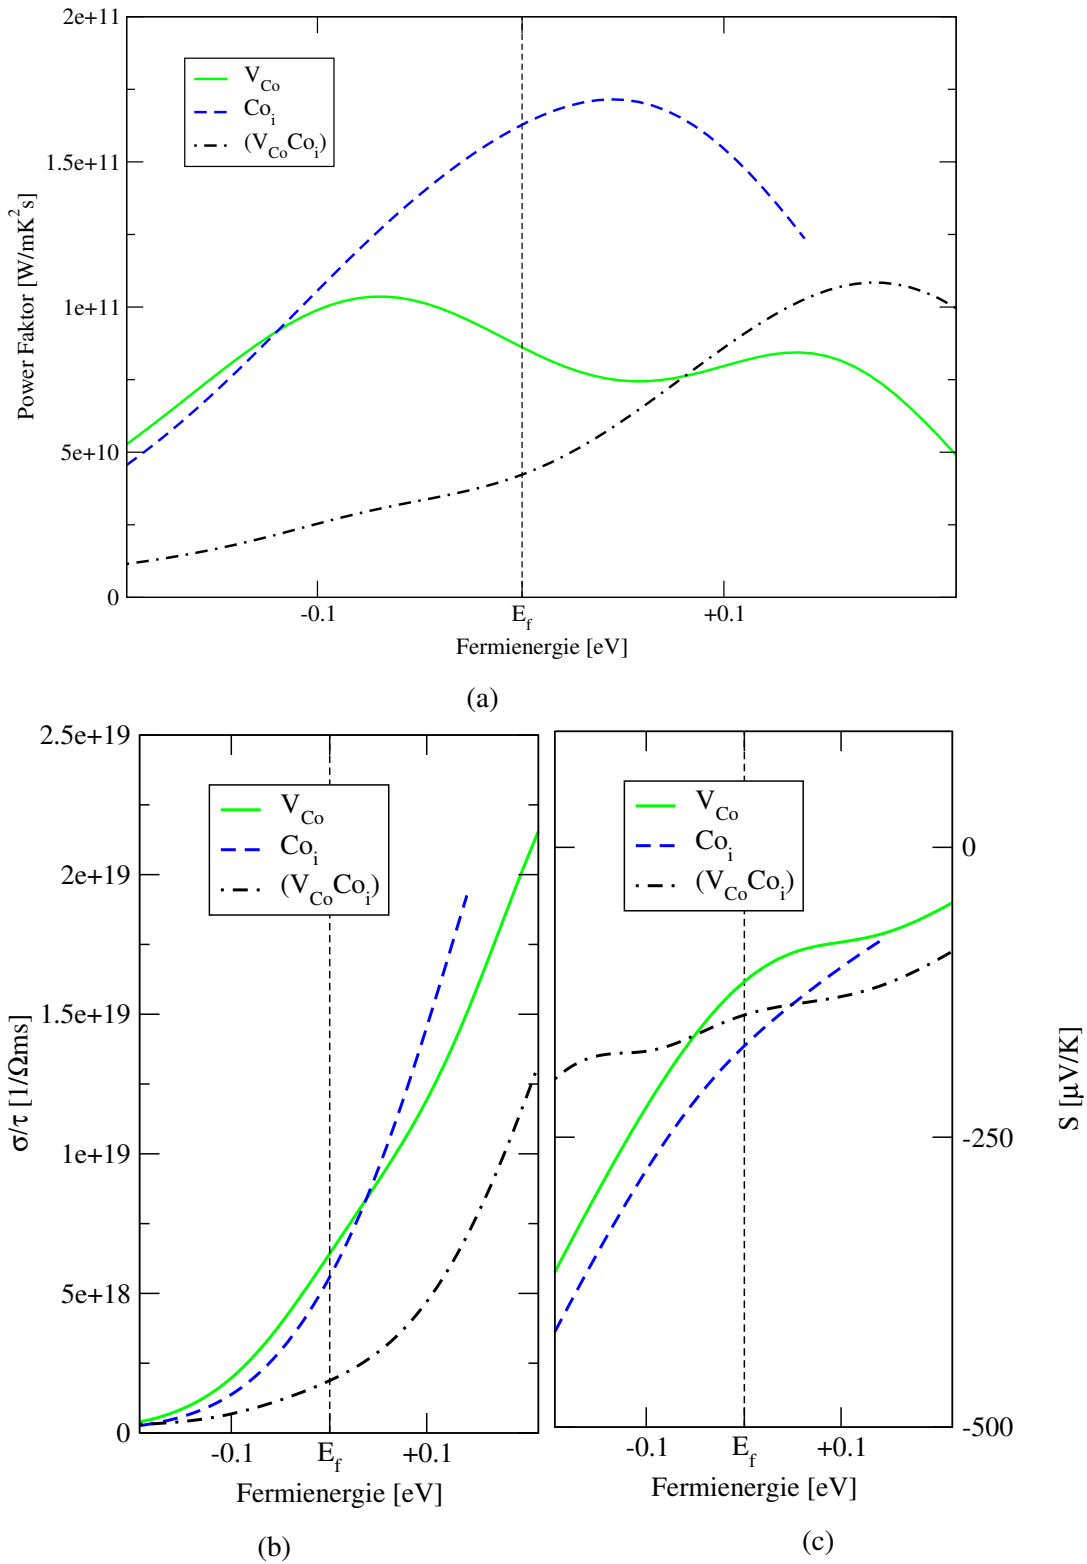 2e+11
V_Co
Co_i
(V_CoCo_i)
1.5e+11
1e+11
5e+10
0
Power Faktor [W/mK²s]
-0.1
E_f
+0.1
Fermienergie [eV]
(a)
2.5e+19
2e+19
1.5e+19
1e+19
5e+18
0
σ/τ [1/Ωms]
V_Co
Co_i
(V_CoCo_i)
-0.1
E_f
+0.1
Fermienergie [eV]
(b)
V_Co
Co_i
(V_CoCo_i)
0
-250
-500
S [μV/K]
-0.1
E_f
+0.1
Fermienergie [eV]
(c)